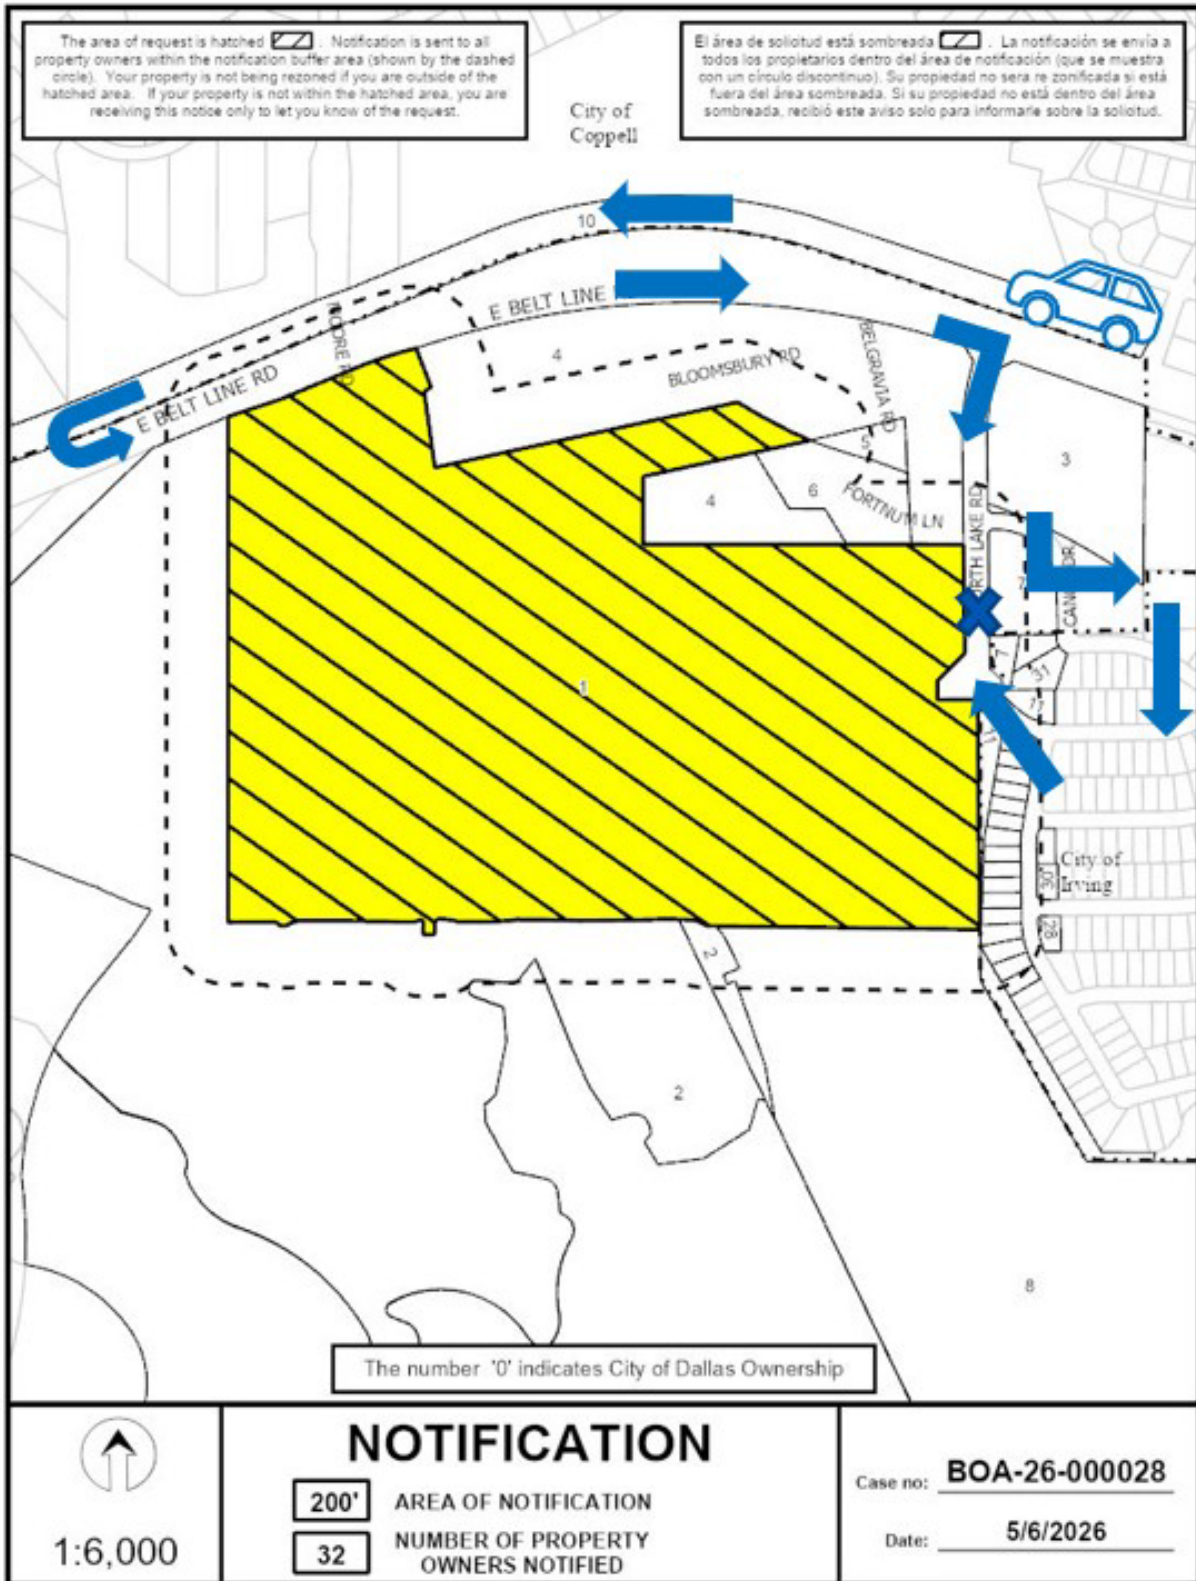 The area of request is hatched . Notification is sent to all
property owners within the notification buffer area (shown by the dashed
circle). Your property is not being rezoned if you are outside of the
hatched area. If your property is not within the hatched area, you are
receiving this notice only to let you know of the request.
El área de solicitud está sombreada . La notificación se envía a
todos los propietarios dentro del área de notificación (que se muestra
con un círculo discontinuo). Su propiedad no sera re zonificada si está
fuera del área sombreada. Si su propiedad no está dentro del área
sombreada, recibió este aviso solo para informarle sobre la solicitud.
City of
Coppell
10
E BELT LINE
MOORE RD
4
BLOOMSBURY RD
BELGRAVIA RD
E BELT LINE RD
5
3
4
6
FORTNUM LN
RTH LAKE RD
7
DR
1
7
31
11
City of
Irving
30
28
2
2
8
The number '0' indicates City of Dallas Ownership
1:6,000
NOTIFICATION
200' AREA OF NOTIFICATION
32 NUMBER OF PROPERTY
OWNERS NOTIFIED
Case no: BOA-26-000028
Date: 5/6/2026